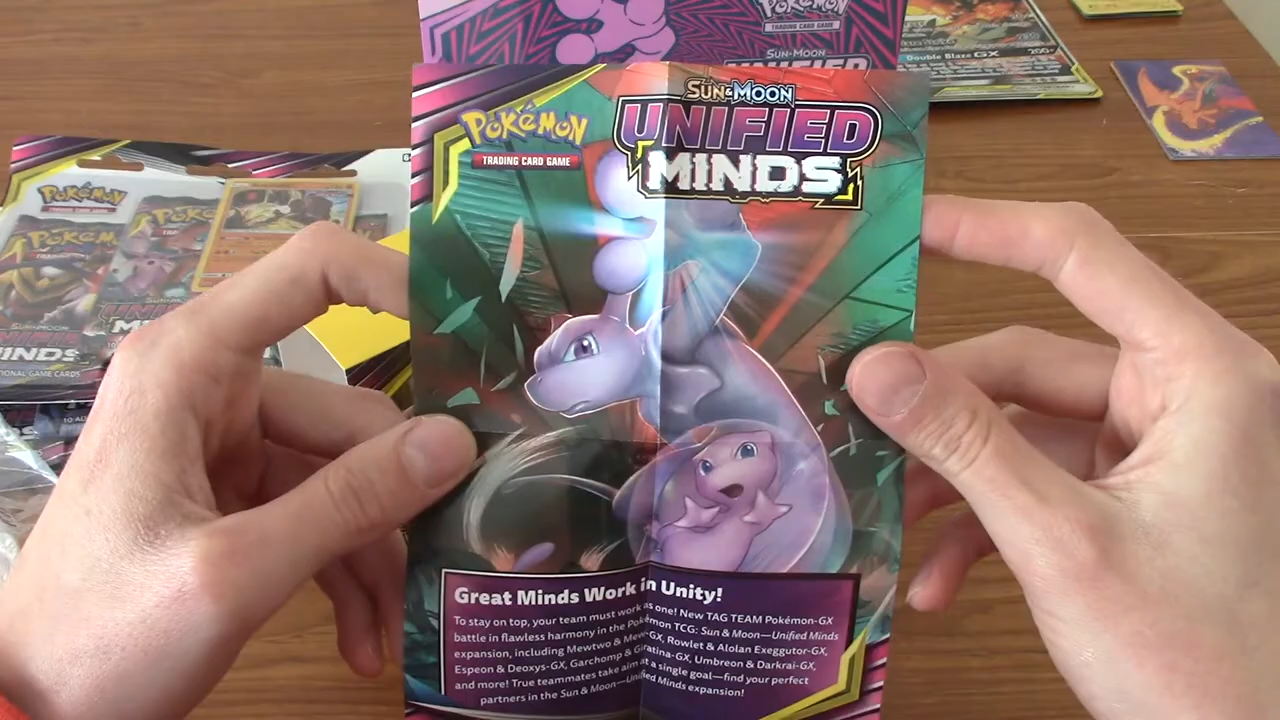 POKéMON
TRADING CARD GAME
SUN & MOON
UNIFIED
Double Blaze GX 200+
Pokémon
TRADING CARD GAME
SUN & MOON
UNIFIED
MINDS
Pokémon
Great Minds Work in Unity!
To stay on top, your team must work as one! New TAG TEAM Pokémon-GX
battle in flawless harmony in the Pokémon TCG: Sun & Moon—Unified Minds
expansion, including Mewtwo & Mew-GX, Rowlet & Alolan Exeggutor-GX,
Espeon & Deoxys-GX, Garchomp & Giratina-GX, Umbreon & Darkrai-GX,
and more! True teammates take aim at a single goal—find your perfect
partners in the Sun & Moon—Unified Minds expansion!